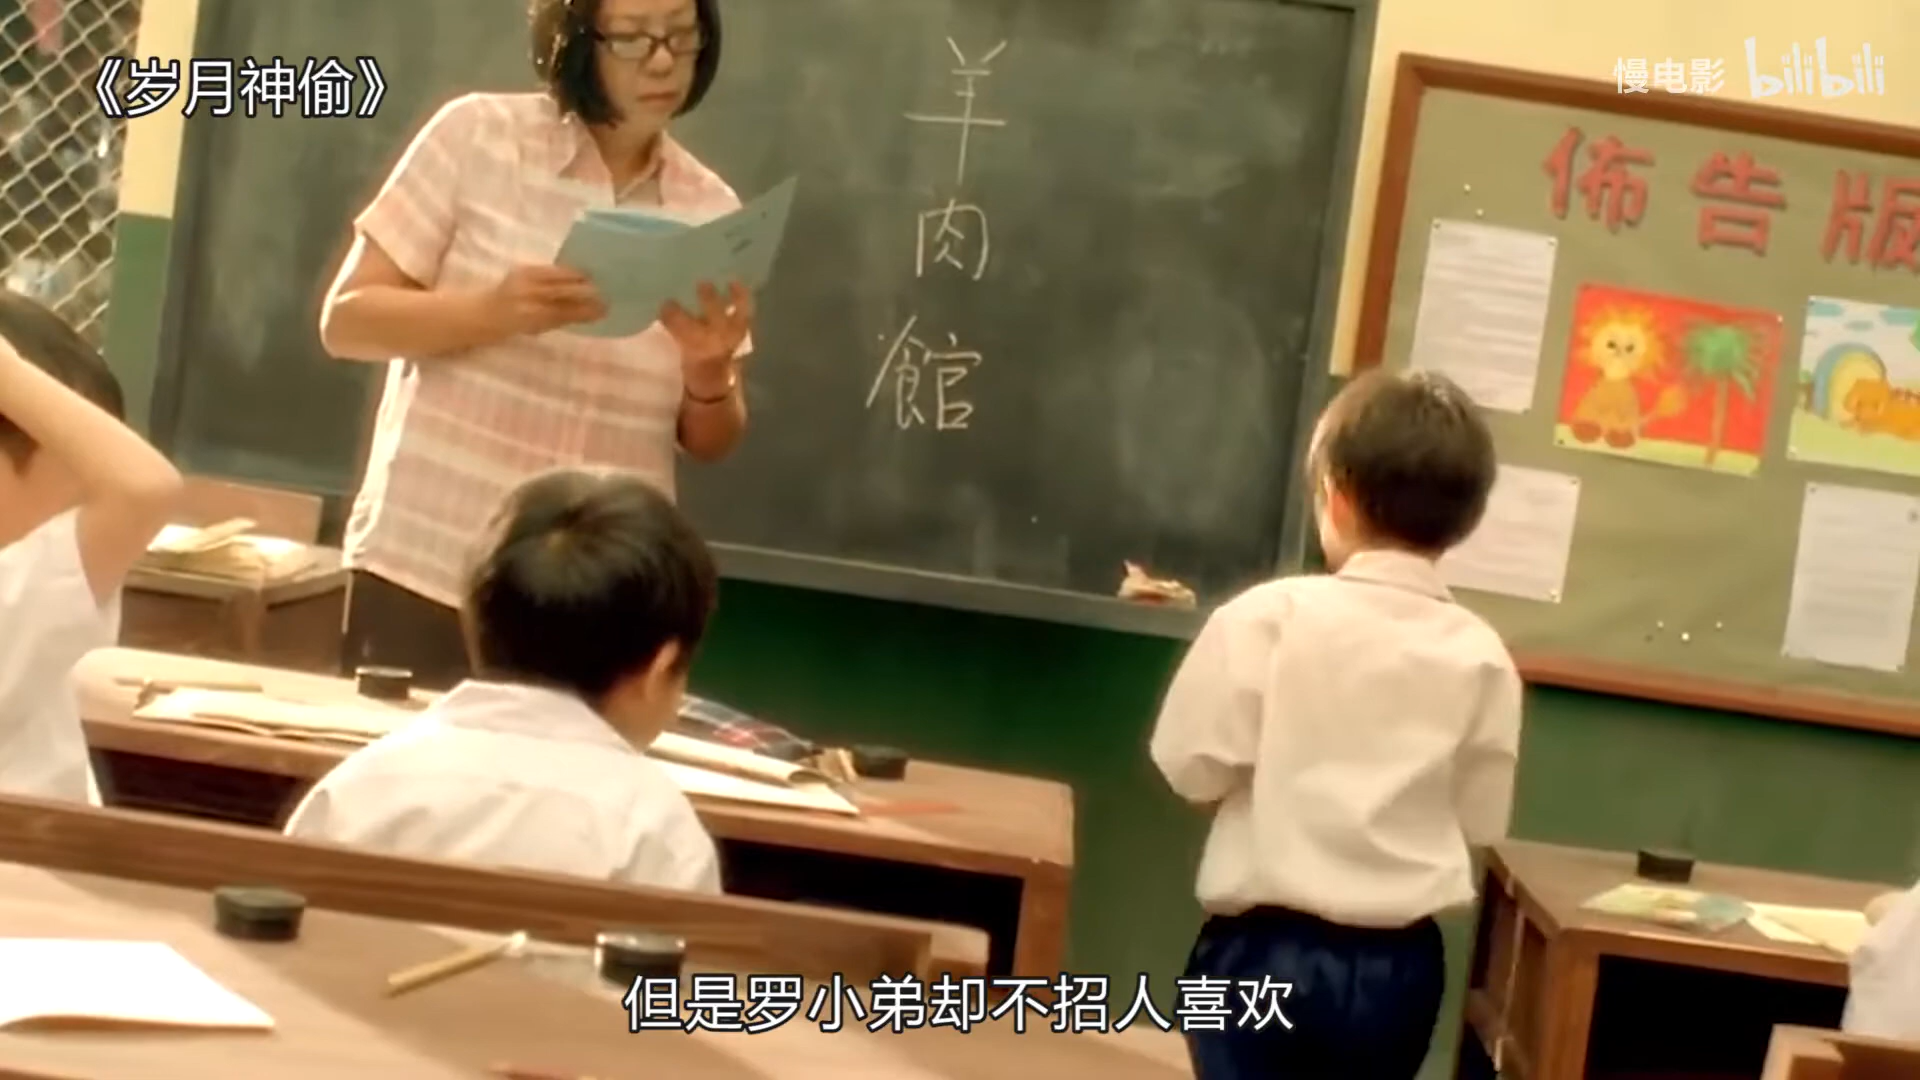 《岁月神偷》
慢电影 bilibili
羊
肉
館
佈告版
但是罗小弟却不招人喜欢